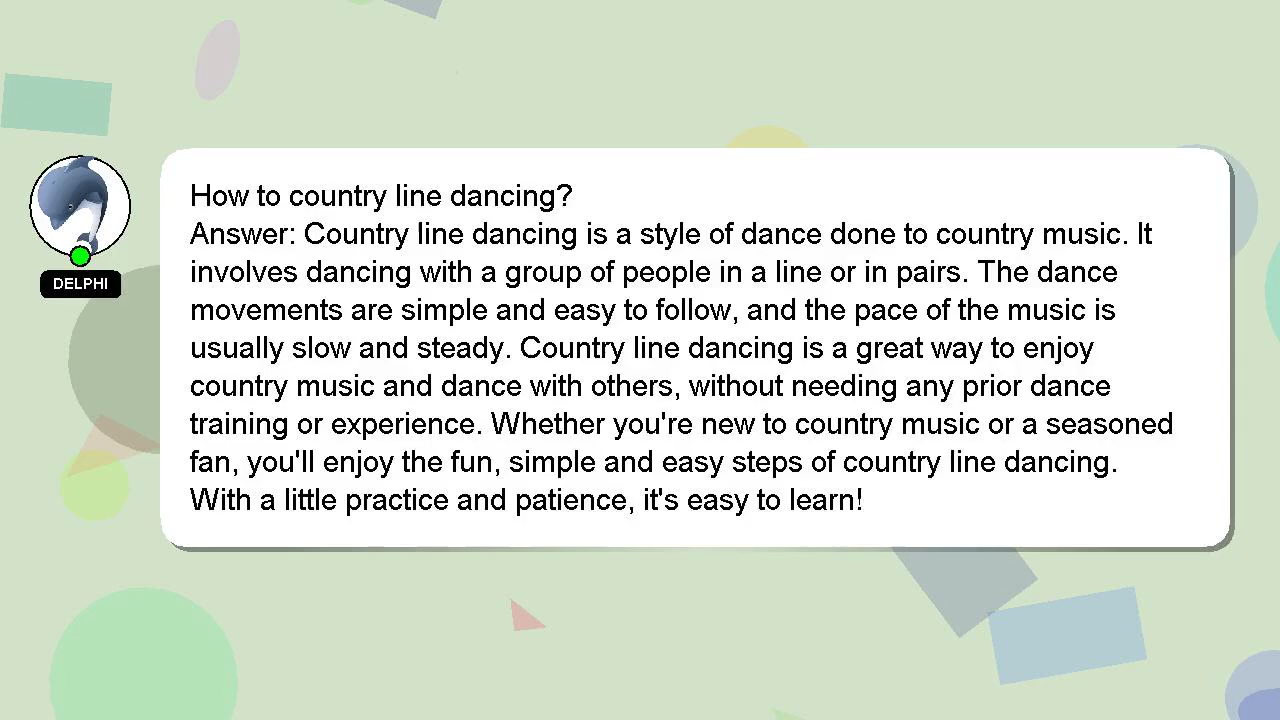 How to country line dancing?
Answer: Country line dancing is a style of dance done to country music. It
involves dancing with a group of people in a line or in pairs. The dance
movements are simple and easy to follow, and the pace of the music is
usually slow and steady. Country line dancing is a great way to enjoy
country music and dance with others, without needing any prior dance
training or experience. Whether you're new to country music or a seasoned
fan, you'll enjoy the fun, simple and easy steps of country line dancing.
With a little practice and patience, it's easy to learn!
DELPHI